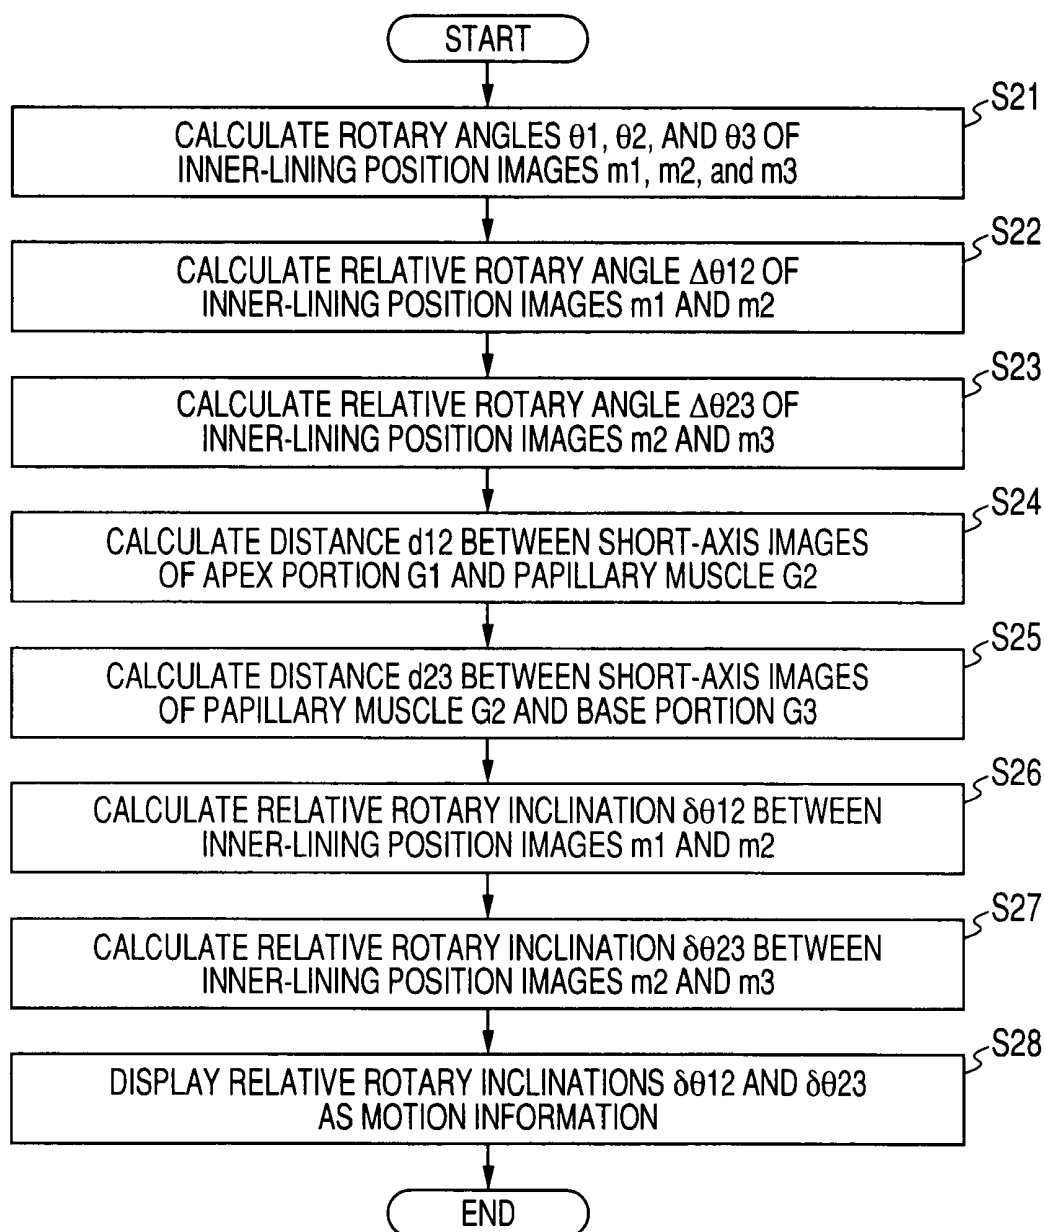 START
S21
CALCULATE ROTARY ANGLES θ1, θ2, AND θ3 OF
INNER-LINING POSITION IMAGES m1, m2, and m3
S22
CALCULATE RELATIVE ROTARY ANGLE Δθ12 OF
INNER-LINING POSITION IMAGES m1 AND m2
S23
CALCULATE RELATIVE ROTARY ANGLE Δθ23 OF
INNER-LINING POSITION IMAGES m2 AND m3
S24
CALCULATE DISTANCE d12 BETWEEN SHORT-AXIS IMAGES
OF APEX PORTION G1 AND PAPILLARY MUSCLE G2
S25
CALCULATE DISTANCE d23 BETWEEN SHORT-AXIS IMAGES
OF PAPILLARY MUSCLE G2 AND BASE PORTION G3
S26
CALCULATE RELATIVE ROTARY INCLINATION δθ12 BETWEEN
INNER-LINING POSITION IMAGES m1 AND m2
S27
CALCULATE RELATIVE ROTARY INCLINATION δθ23 BETWEEN
INNER-LINING POSITION IMAGES m2 AND m3
S28
DISPLAY RELATIVE ROTARY INCLINATIONS δθ12 AND δθ23
AS MOTION INFORMATION
END